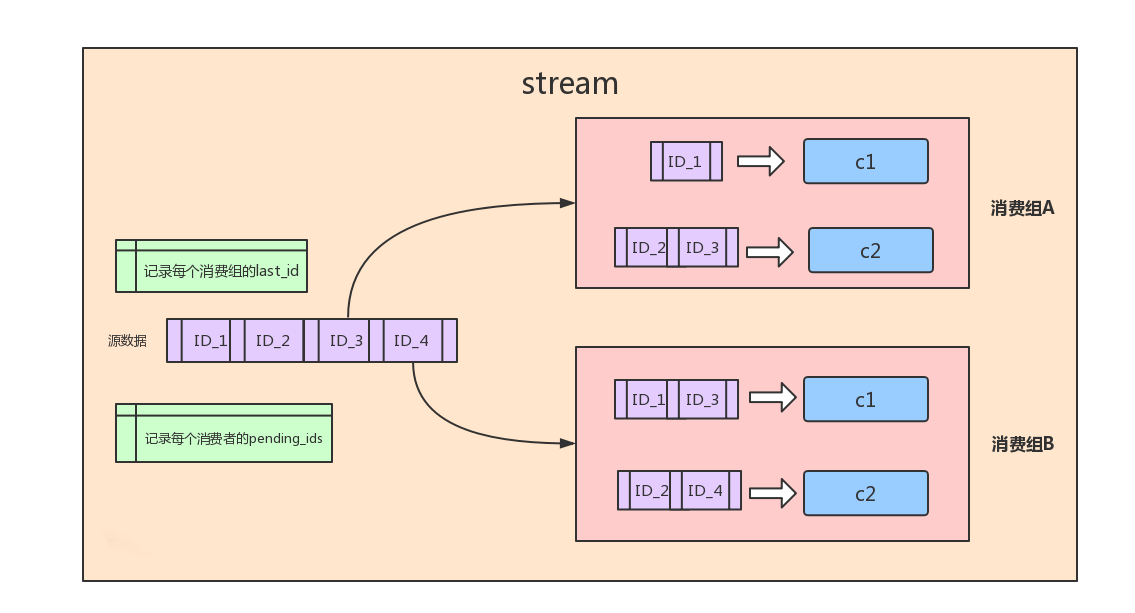 stream
ID_1
c1
消费组A
ID_2
ID_3
c2
记录每个消费组的last_id
源数据
ID_1
ID_2
ID_3
ID_4
记录每个消费者的pending_ids
ID_1
ID_3
c1
消费组B
ID_2
ID_4
c2